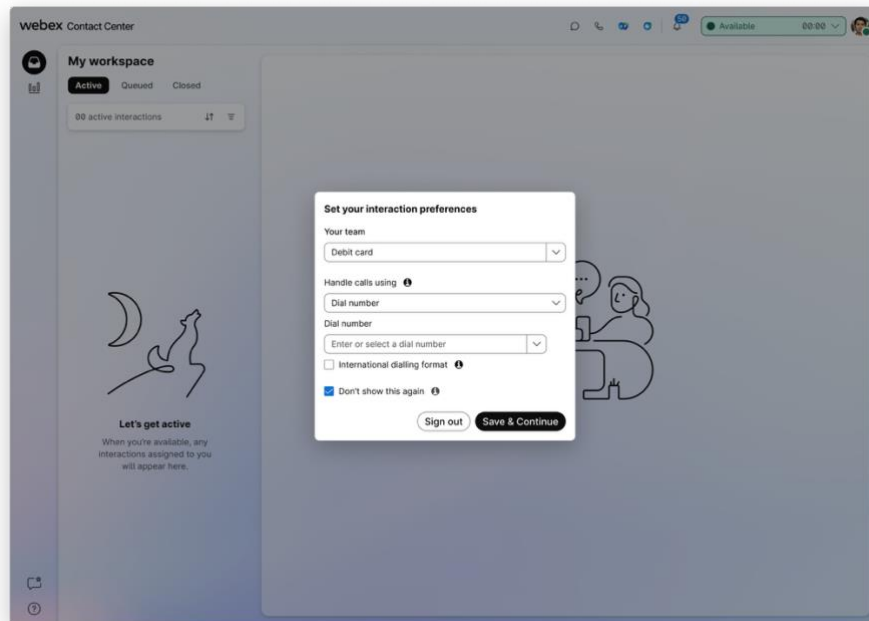 webex Contact Center
50
Available 00:00
My workspace
Active Queued Closed
00 active interactions
Let's get active
When you're available, any
interactions assigned to you
will appear here.
Set your interaction preferences
Your team
Debit card
Handle calls using
Dial number
Dial number
Enter or select a dial number
International dialling format
Don't show this again
Sign out Save & Continue